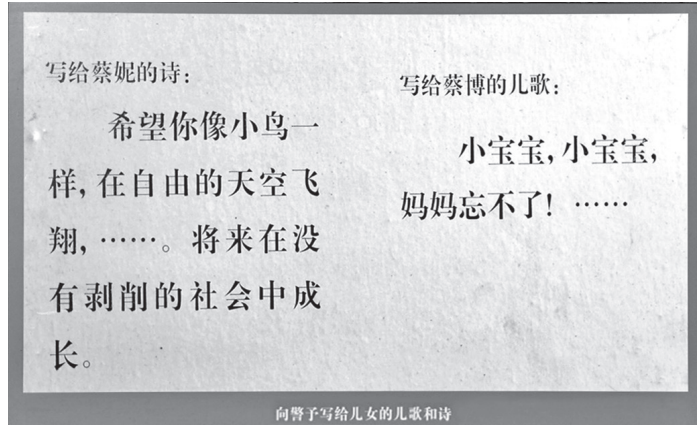 写给蔡妮的诗：
希望你像小鸟一
样，在自由的天空飞
翔，……。将来在没
有剥削的社会中成
长。
写给蔡博的儿歌：
小宝宝，小宝宝，
妈妈忘不了！……
向警予写给儿女的儿歌和诗